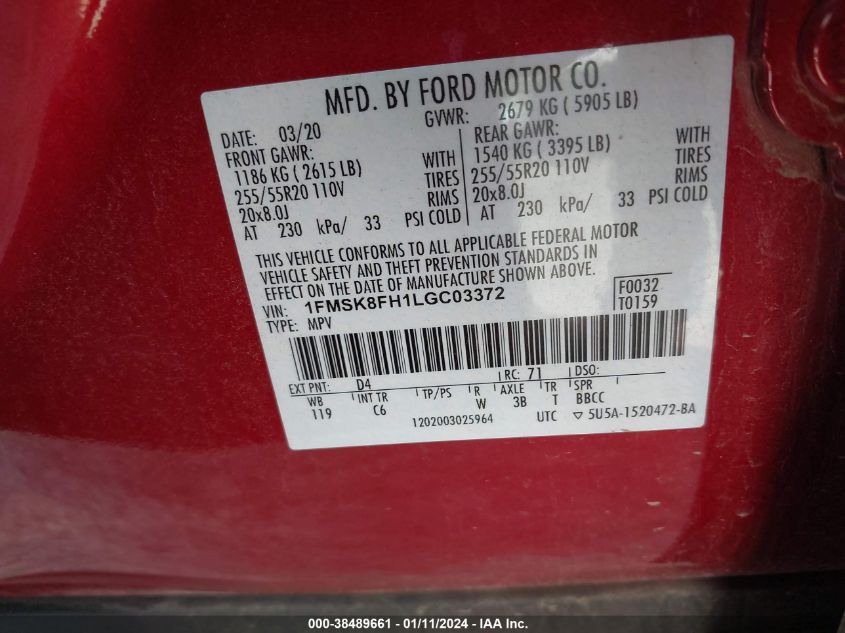 MFD. BY FORD MOTOR CO.
DATE: 03/20 GVWR: 2679 KG ( 5905 LB)
FRONT GAWR: REAR GAWR:
1186 KG ( 2615 LB) WITH 1540 KG ( 3395 LB) WITH
255/55R20 110V TIRES 255/55R20 110V TIRES
20x8.0J RIMS 20x8.0J RIMS
AT 230 kPa/ 33 PSI COLD AT 230 kPa/ 33 PSI COLD
THIS VEHICLE CONFORMS TO ALL APPLICABLE FEDERAL MOTOR
VEHICLE SAFETY AND THEFT PREVENTION STANDARDS IN
EFFECT ON THE DATE OF MANUFACTURE SHOWN ABOVE.
VIN: 1FMSK8FH1LGC03372 F0032
TYPE: MPV T0159
EXT PNT: D4 RC: 71 DSO:
WB INT TR TP/PS R AXLE TR SPR
119 C6 W 3B T BBCC
1202003025964 UTC ▽ 5U5A-1520472-BA
000-38489661 - 01/11/2024 - IAAI.com